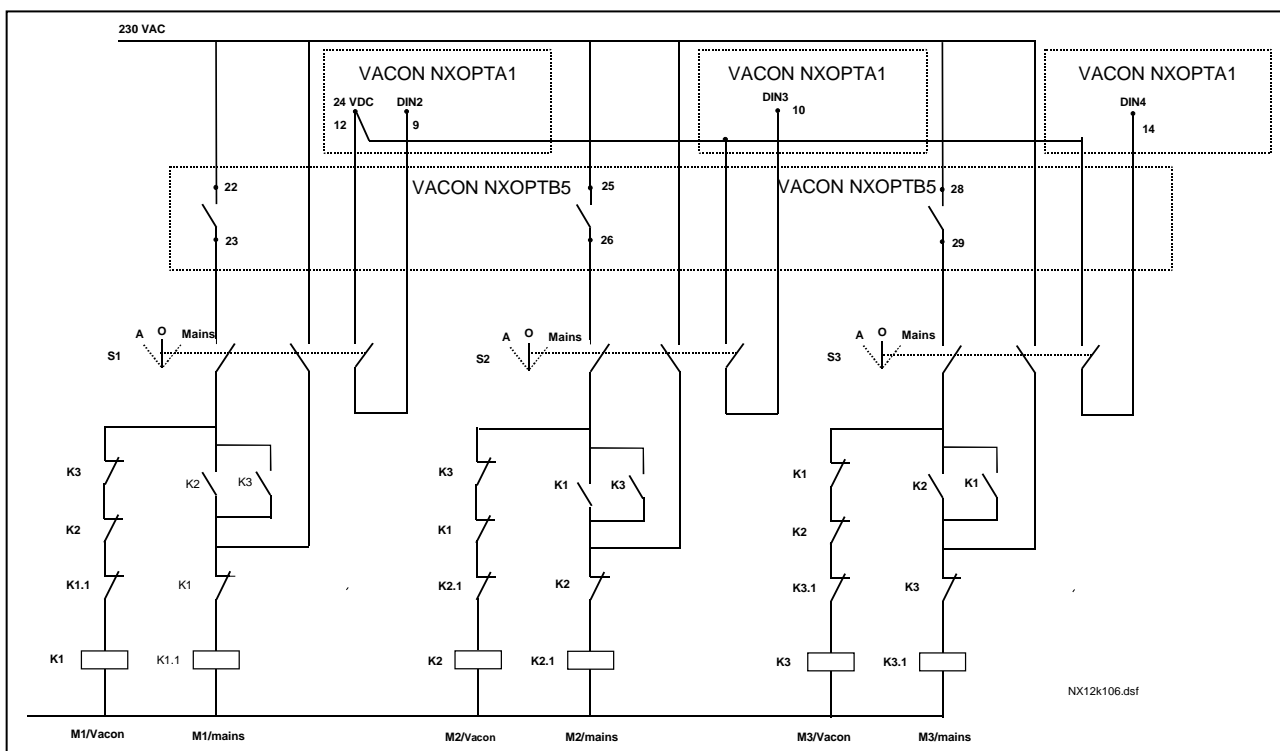 230 VAC
VACON NXOPTA1
VACON NXOPTA1
VACON NXOPTA1
24 VDC DIN2
DIN3
DIN4
12 9
10
14
22
25
28
VACON NXOPTB5
VACON NXOPTB5
23
26
29
A O Mains
S1
A O Mains
S2
A O Mains
S3
K3
K2
K3
K3
K1
K3
K1
K2
K1
K2
K1
K2
K1.1
K1
K2.1
K2
K3.1
K3
K1
K1.1
K2
K2.1
K3
K3.1
NX12k106.dsf
M1/Vacon
M1/mains
M2/Vacon
M2/mains
M3/Vacon
M3/mains